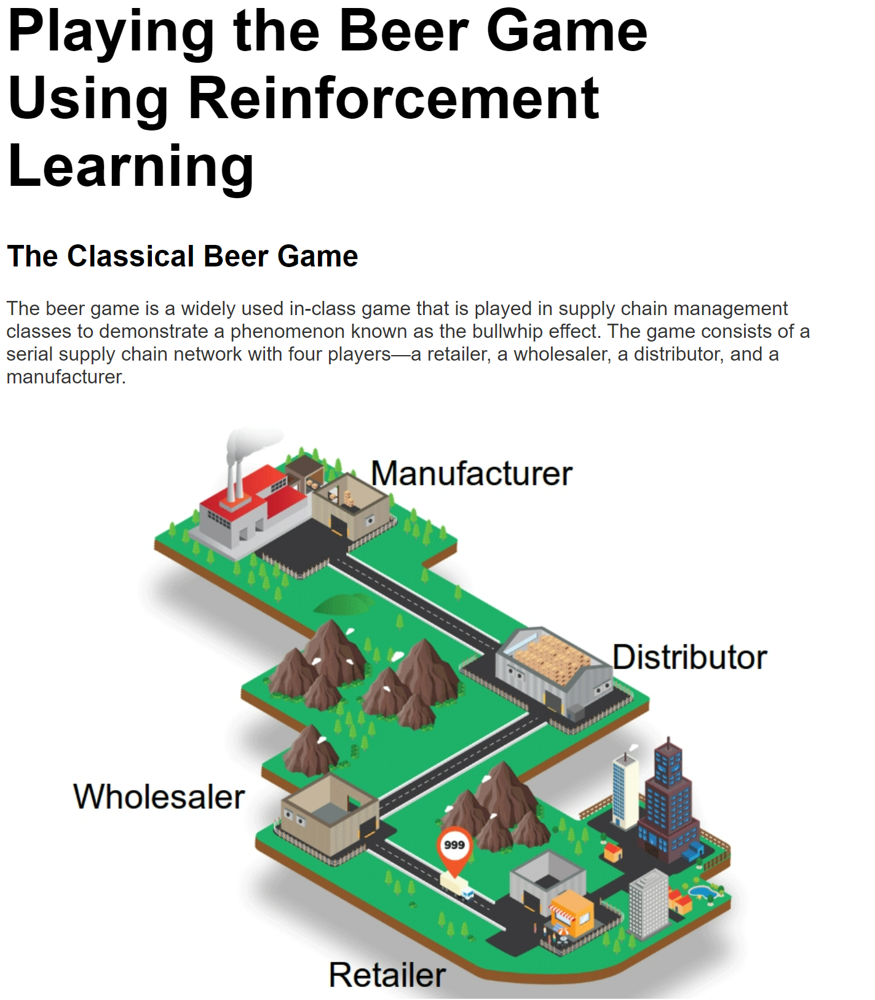 Playing the Beer Game
Using Reinforcement
Learning
The Classical Beer Game
The beer game is a widely used in-class game that is played in supply chain management
classes to demonstrate a phenomenon known as the bullwhip effect. The game consists of a
serial supply chain network with four players—a retailer, a wholesaler, a distributor, and a
manufacturer.
Manufacturer
Distributor
Wholesaler
999
Retailer